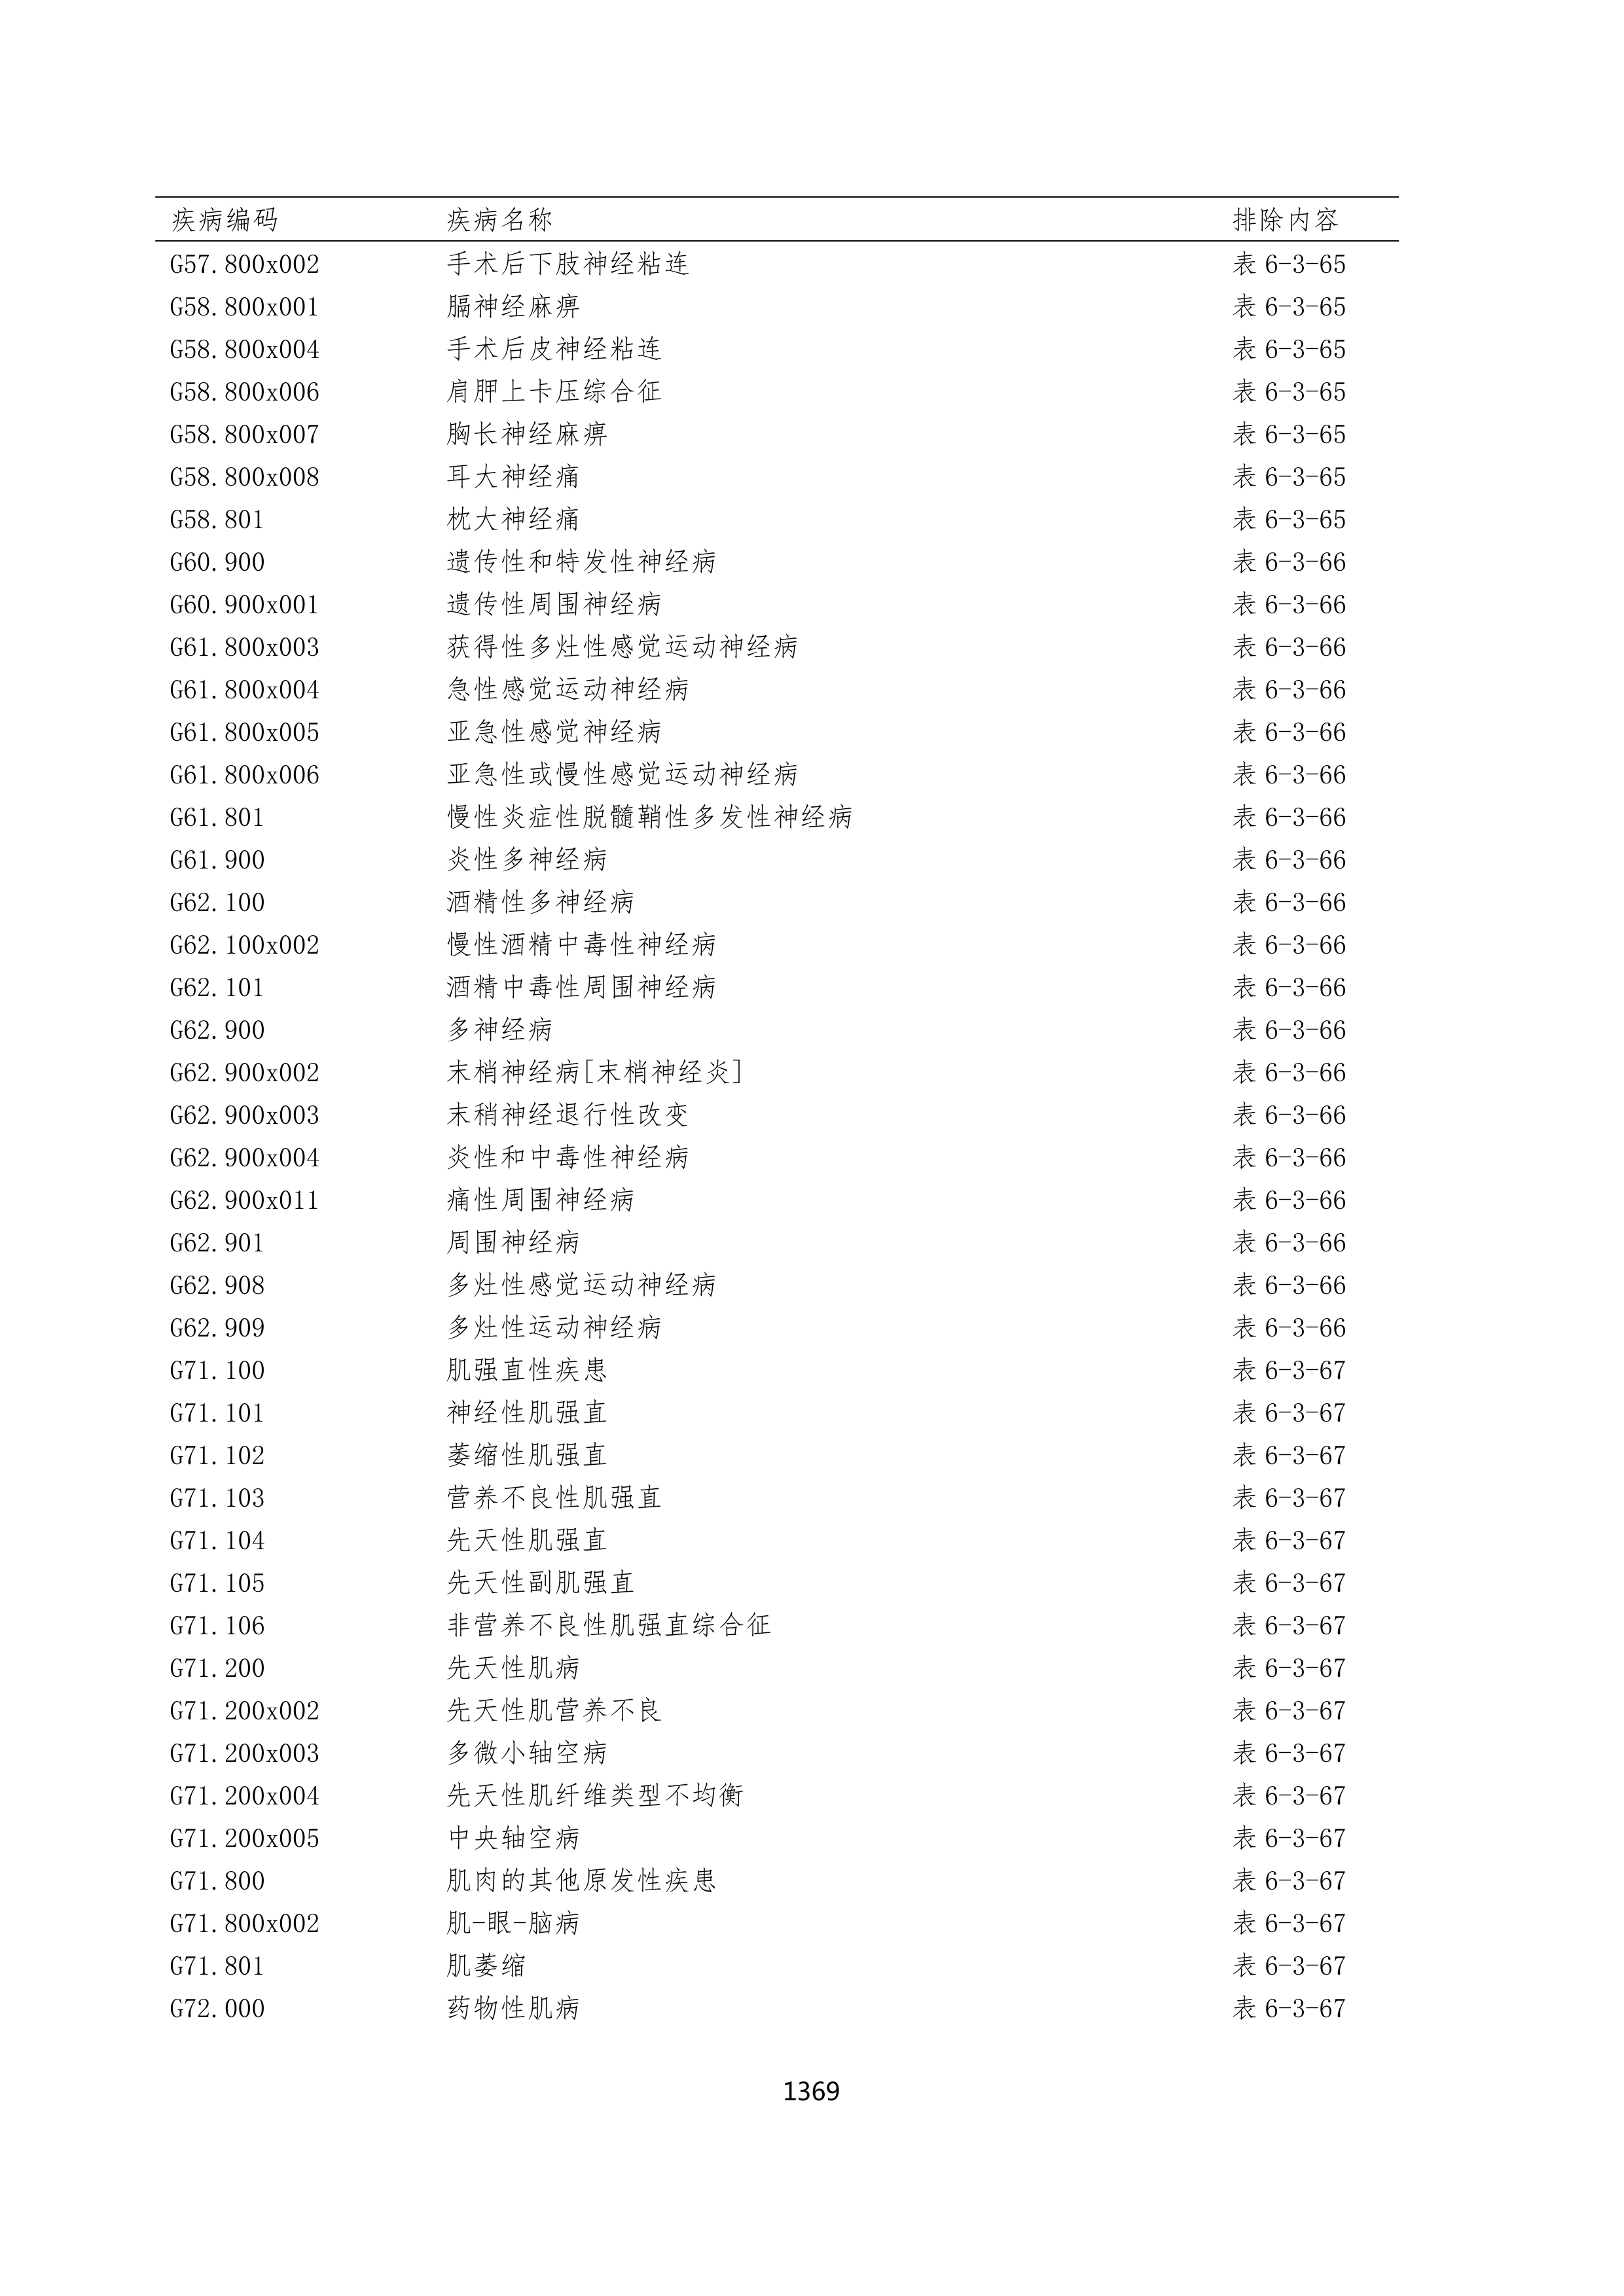 疾病编码 疾病名称 排除内容
G57.800x002 手术后下肢神经粘连 表 6-3-65
G58.800x001 膈神经麻痹 表 6-3-65
G58.800x004 手术后皮神经粘连 表 6-3-65
G58.800x006 肩胛上卡压综合征 表 6-3-65
G58.800x007 胸长神经麻痹 表 6-3-65
G58.800x008 耳大神经痛 表 6-3-65
G58.801 枕大神经痛 表 6-3-65
G60.900 遗传性和特发性神经病 表 6-3-66
G60.900x001 遗传性周围神经病 表 6-3-66
G61.800x003 获得性多灶性感觉运动神经病 表 6-3-66
G61.800x004 急性感觉运动神经病 表 6-3-66
G61.800x005 亚急性感觉神经病 表 6-3-66
G61.800x006 亚急性或慢性感觉运动神经病 表 6-3-66
G61.801 慢性炎症性脱髓鞘性多发性神经病 表 6-3-66
G61.900 炎性多神经病 表 6-3-66
G62.100 酒精性多神经病 表 6-3-66
G62.100x002 慢性酒精中毒性神经病 表 6-3-66
G62.101 酒精中毒性周围神经病 表 6-3-66
G62.900 多神经病 表 6-3-66
G62.900x002 末梢神经病[末梢神经炎] 表 6-3-66
G62.900x003 末稍神经退行性改变 表 6-3-66
G62.900x004 炎性和中毒性神经病 表 6-3-66
G62.900x011 痛性周围神经病 表 6-3-66
G62.901 周围神经病 表 6-3-66
G62.908 多灶性感觉运动神经病 表 6-3-66
G62.909 多灶性运动神经病 表 6-3-66
G71.100 肌强直性疾患 表 6-3-67
G71.101 神经性肌强直 表 6-3-67
G71.102 萎缩性肌强直 表 6-3-67
G71.103 营养不良性肌强直 表 6-3-67
G71.104 先天性肌强直 表 6-3-67
G71.105 先天性副肌强直 表 6-3-67
G71.106 非营养不良性肌强直综合征 表 6-3-67
G71.200 先天性肌病 表 6-3-67
G71.200x002 先天性肌营养不良 表 6-3-67
G71.200x003 多微小轴空病 表 6-3-67
G71.200x004 先天性肌纤维类型不均衡 表 6-3-67
G71.200x005 中央轴空病 表 6-3-67
G71.800 肌肉的其他原发性疾患 表 6-3-67
G71.800x002 肌-眼-脑病 表 6-3-67
G71.801 肌萎缩 表 6-3-67
G72.000 药物性肌病 表 6-3-67
1369